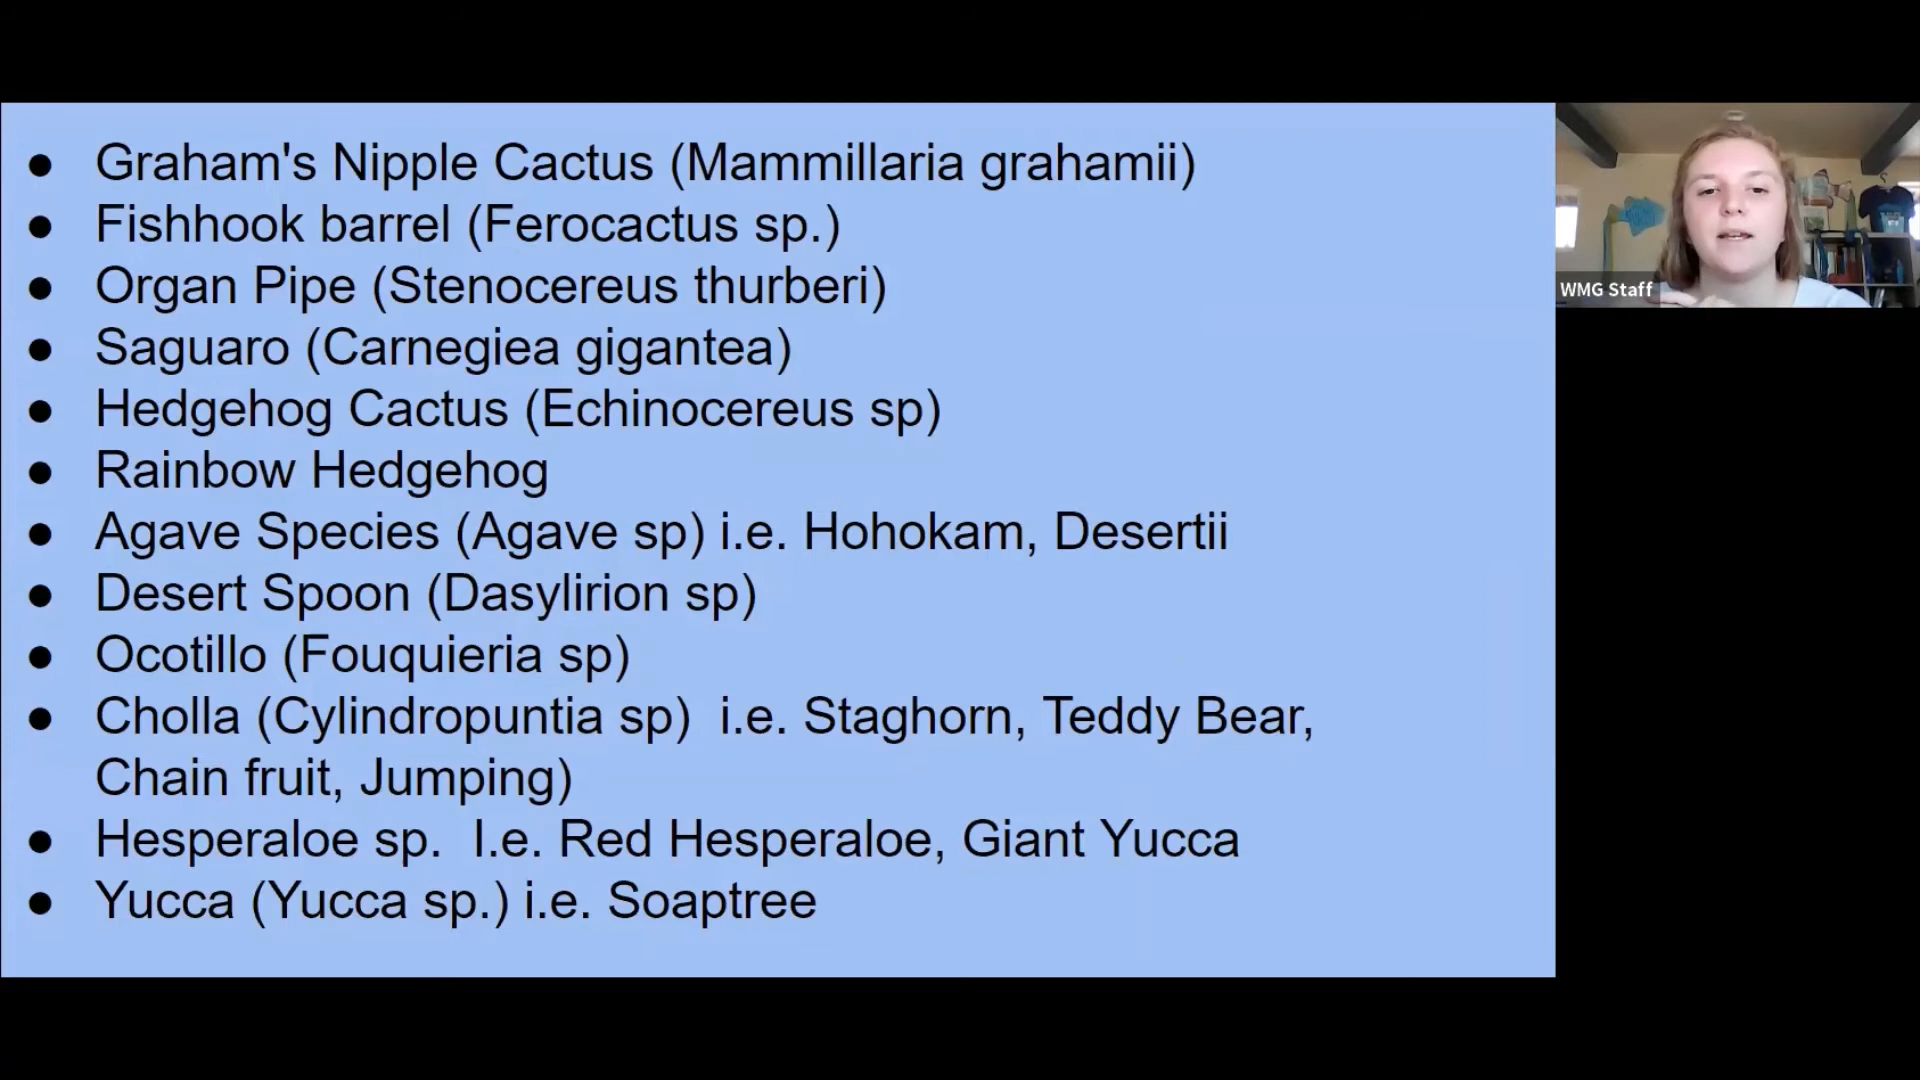 ● Graham's Nipple Cactus (Mammillaria grahamii)
● Fishhook barrel (Ferocactus sp.)
● Organ Pipe (Stenocereus thurberi)
● Saguaro (Carnegiea gigantea)
● Hedgehog Cactus (Echinocereus sp)
● Rainbow Hedgehog
● Agave Species (Agave sp) i.e. Hohokam, Desertii
● Desert Spoon (Dasylirion sp)
● Ocotillo (Fouquieria sp)
● Cholla (Cylindropuntia sp)  i.e. Staghorn, Teddy Bear,
Chain fruit, Jumping)
● Hesperaloe sp.  I.e. Red Hesperaloe, Giant Yucca
● Yucca (Yucca sp.) i.e. Soaptree
WMG Staff